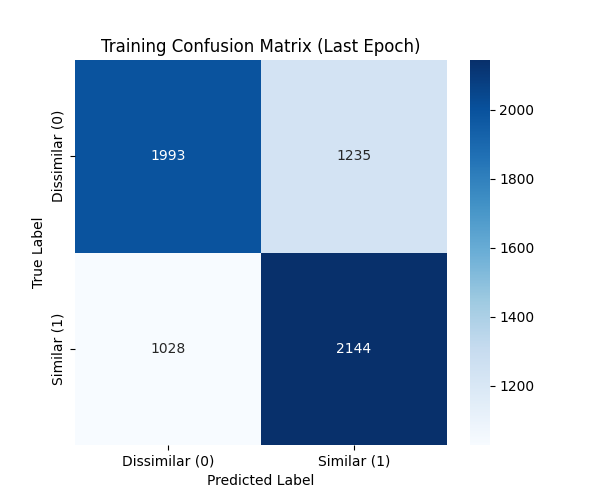 Training Confusion Matrix (Last Epoch)
True Label
Dissimilar (0)
Similar (1)
1993
1235
1028
2144
Dissimilar (0)
Similar (1)
Predicted Label
2000
1800
1600
1400
1200